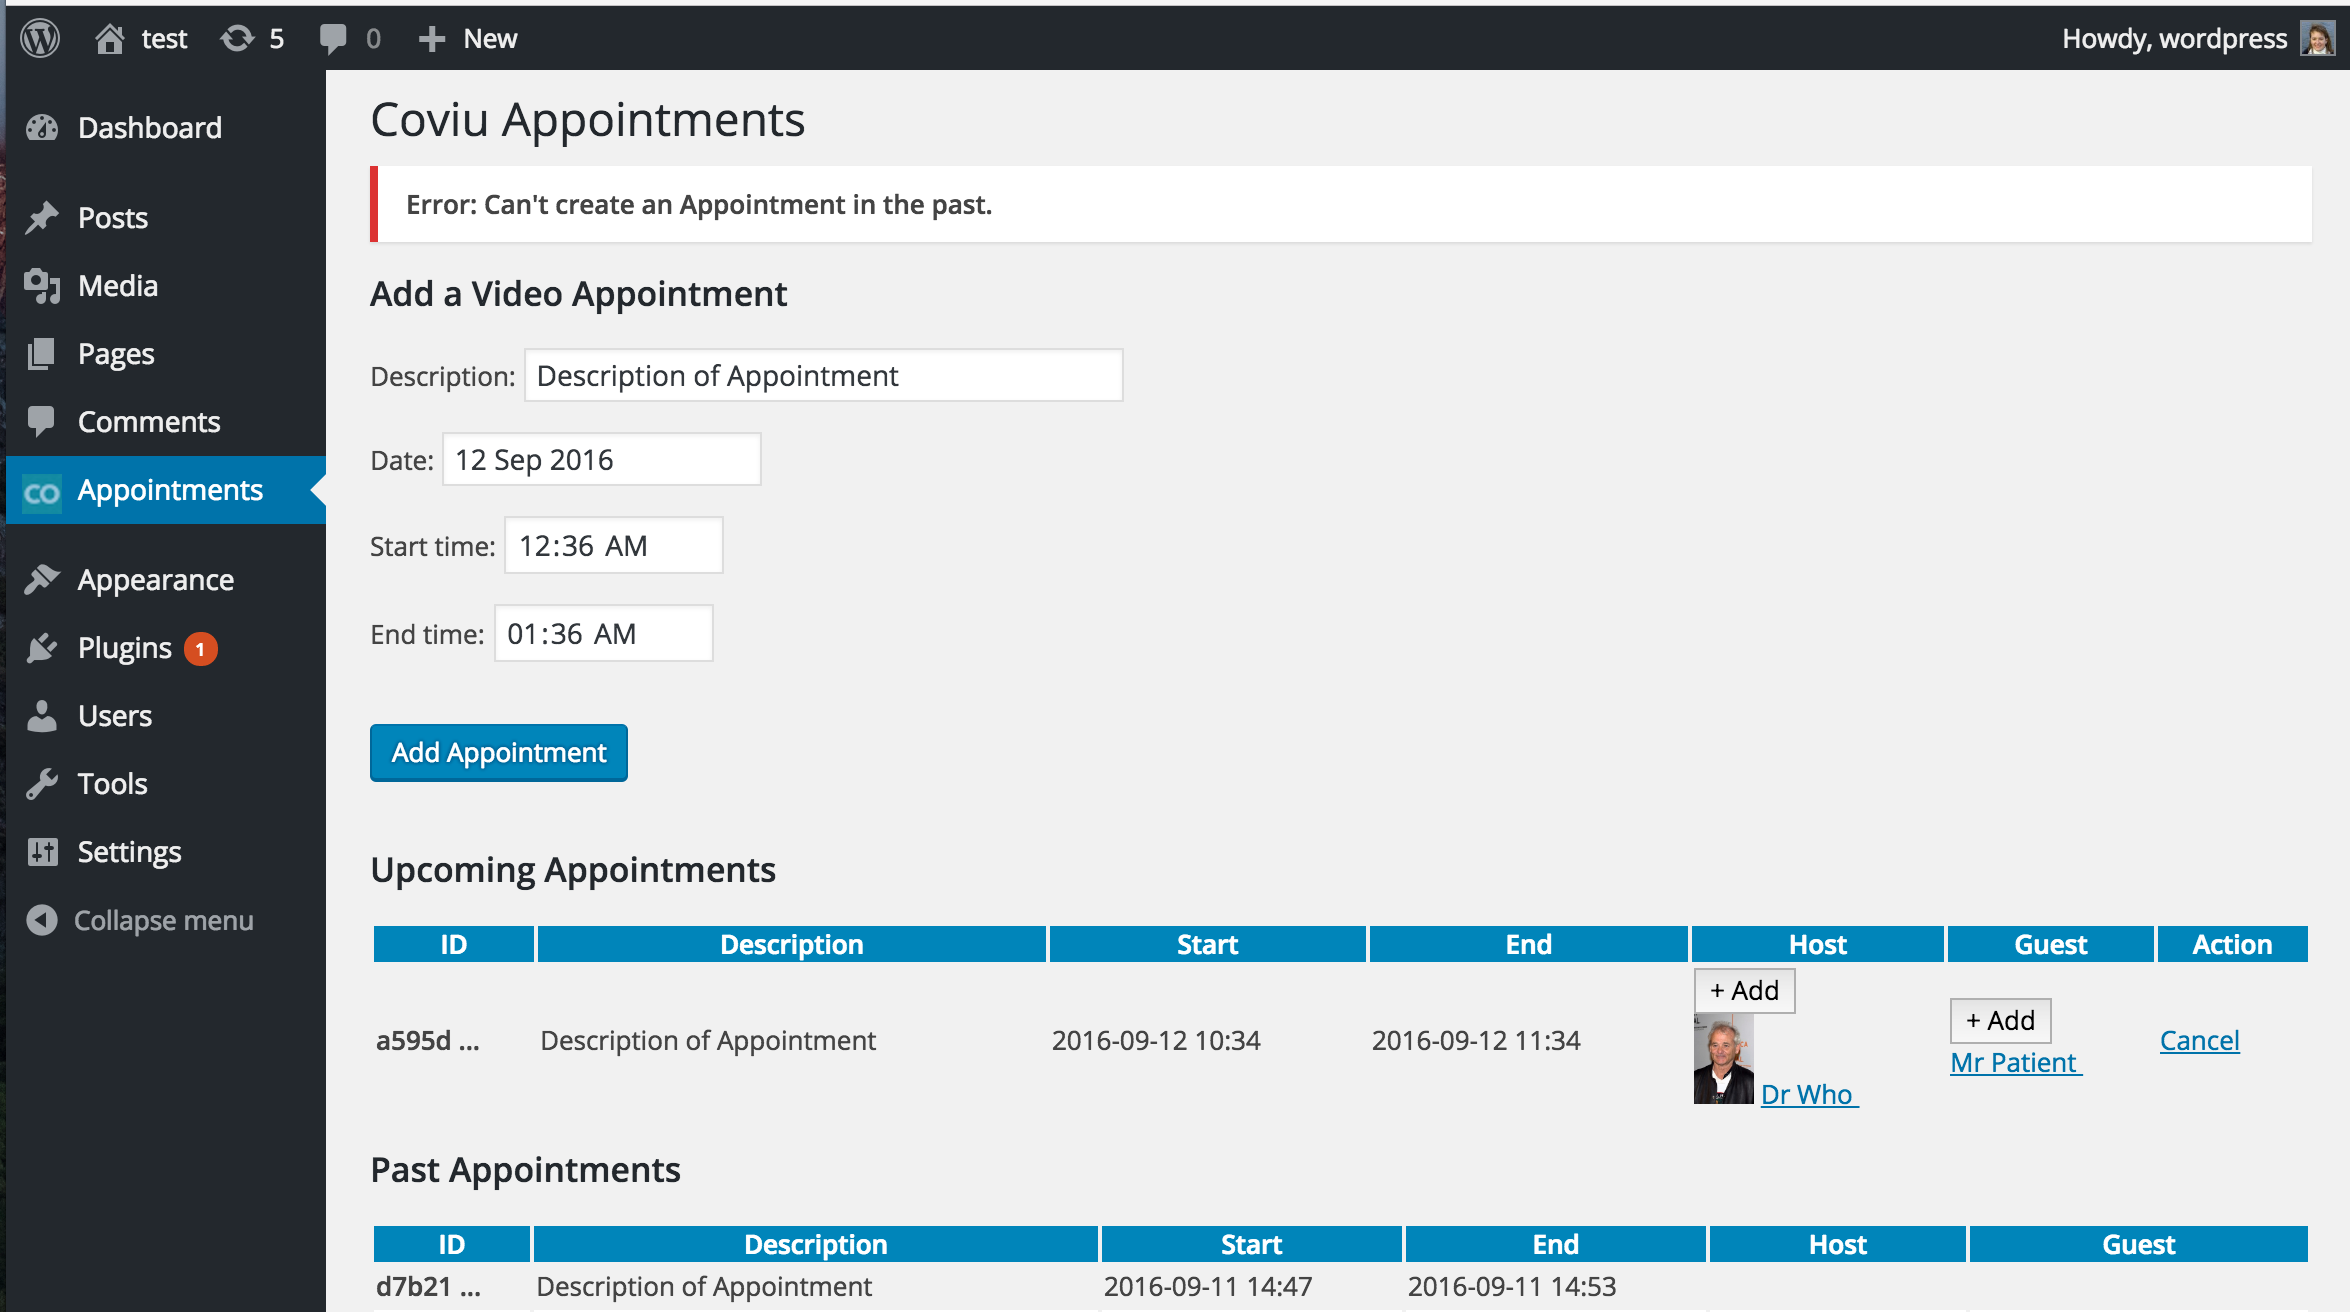 test 5 0 New Howdy, wordpress
Dashboard
Posts
Media
Pages
Comments
CO Appointments
Appearance
Plugins 1
Users
Tools
Settings
Collapse menu
Coviu Appointments
Error: Can't create an Appointment in the past.
Add a Video Appointment
Description: Description of Appointment
Date: 12 Sep 2016
Start time: 12:36 AM
End time: 01:36 AM
Add Appointment
Upcoming Appointments
ID Description Start End Host Guest Action
+ Add
+ Add
a595d ... Description of Appointment 2016-09-12 10:34 2016-09-12 11:34 Cancel
Mr Patient
Dr Who
Past Appointments
ID Description Start End Host Guest
d7b21 ... Description of Appointment 2016-09-11 14:47 2016-09-11 14:53